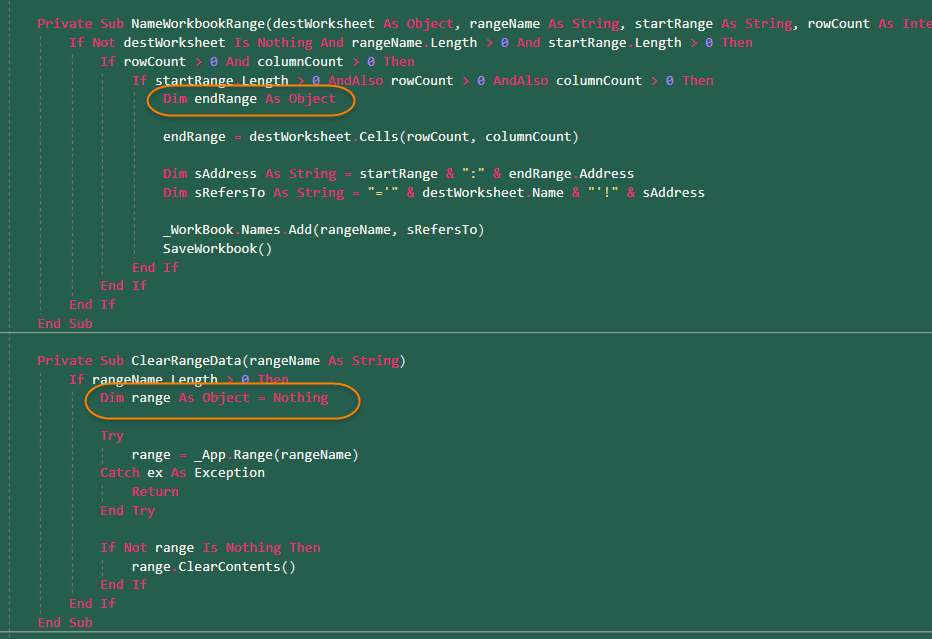 Private Sub NameWorkbookRange(destWorksheet As Object, rangeName As String, startRange As String, rowCount As Inte
If Not destWorksheet Is Nothing And rangeName.Length > 0 And startRange.Length > 0 Then
If rowCount > 0 And columnCount > 0 Then
If startRange.Length > 0 AndAlso rowCount > 0 AndAlso columnCount > 0 Then
Dim endRange As Object
endRange = destWorksheet.Cells(rowCount, columnCount)
Dim sAddress As String = startRange & ":" & endRange.Address
Dim sRefersTo As String = "='" & destWorksheet.Name & "'!" & sAddress
_WorkBook.Names.Add(rangeName, sRefersTo)
SaveWorkbook()
End If
End If
End If
End Sub
Private Sub ClearRangeData(rangeName As String)
If rangeName.Length > 0 Then
Dim range As Object = Nothing
Try
range = _App.Range(rangeName)
Catch ex As Exception
Return
End Try
If Not range Is Nothing Then
range.ClearContents()
End If
End If
End Sub